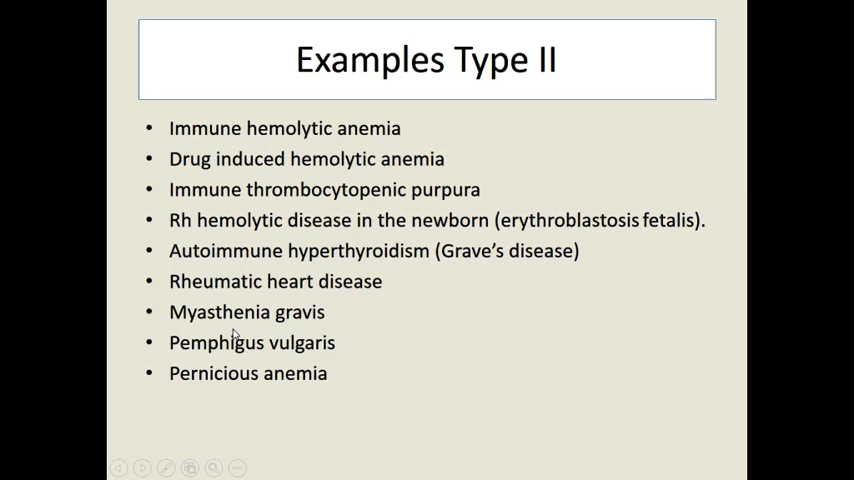 Examples Type II
• Immune hemolytic anemia
• Drug induced hemolytic anemia
• Immune thrombocytopenic purpura
• Rh hemolytic disease in the newborn (erythroblastosis fetalis).
• Autoimmune hyperthyroidism (Grave's disease)
• Rheumatic heart disease
• Myasthenia gravis
• Pemphigus vulgaris
• Pernicious anemia